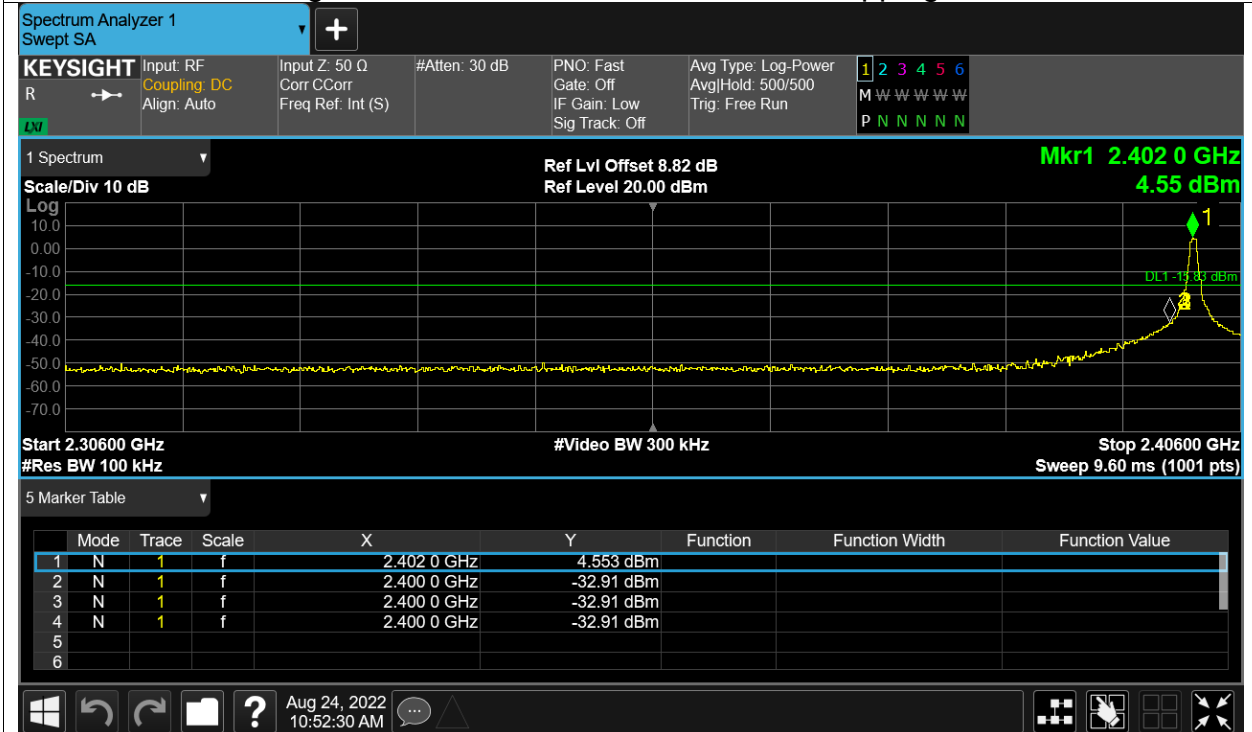 Spectrum Analyzer 1
Swept SA
+
KEYSIGHT Input: RF Input Z: 50 Ω #Atten: 30 dB PNO: Fast Avg Type: Log-Power 1 2 3 4 5 6
R Coupling: DC Corr CCorr Gate: Off Avg|Hold: 500/500 M W W W W W
Align: Auto Freq Ref: Int (S) IF Gain: Low Trig: Free Run
LXI Sig Track: Off P N N N N N
1 Spectrum Ref Lvl Offset 8.82 dB Mkr1 2.402 0 GHz
Scale/Div 10 dB Ref Level 20.00 dBm 4.55 dBm
Log
1
10.0
0.00
-10.0
DL1 -15.83 dBm
-20.0
-30.0
-40.0
-50.0
-60.0
-70.0
Start 2.30600 GHz #Video BW 300 kHz Stop 2.40600 GHz
#Res BW 100 kHz Sweep 9.60 ms (1001 pts)
5 Marker Table
Mode Trace Scale X Y Function Function Width Function Value
1 N 1 f 2.402 0 GHz 4.553 dBm
2 N 1 f 2.400 0 GHz -32.91 dBm
3 N 1 f 2.400 0 GHz -32.91 dBm
4 N 1 f 2.400 0 GHz -32.91 dBm
5
6
? Aug 24, 2022
10:52:30 AM